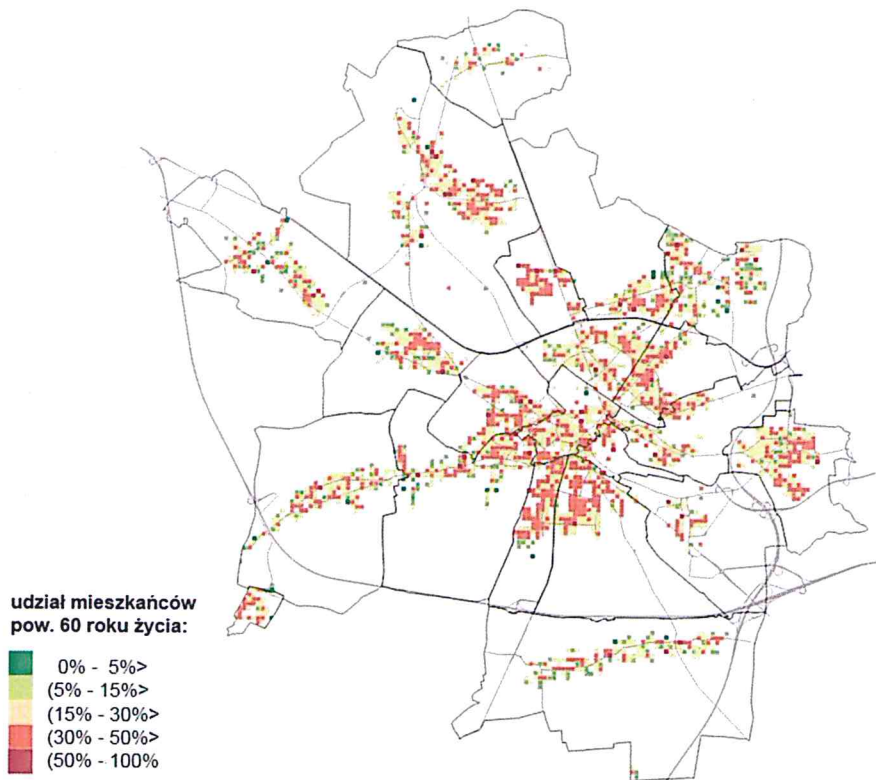 udział mieszkańców
pow. 60 roku życia:
0% - 5%>
(5% - 15%>
(15% - 30%>
(30% - 50%>
(50% - 100%